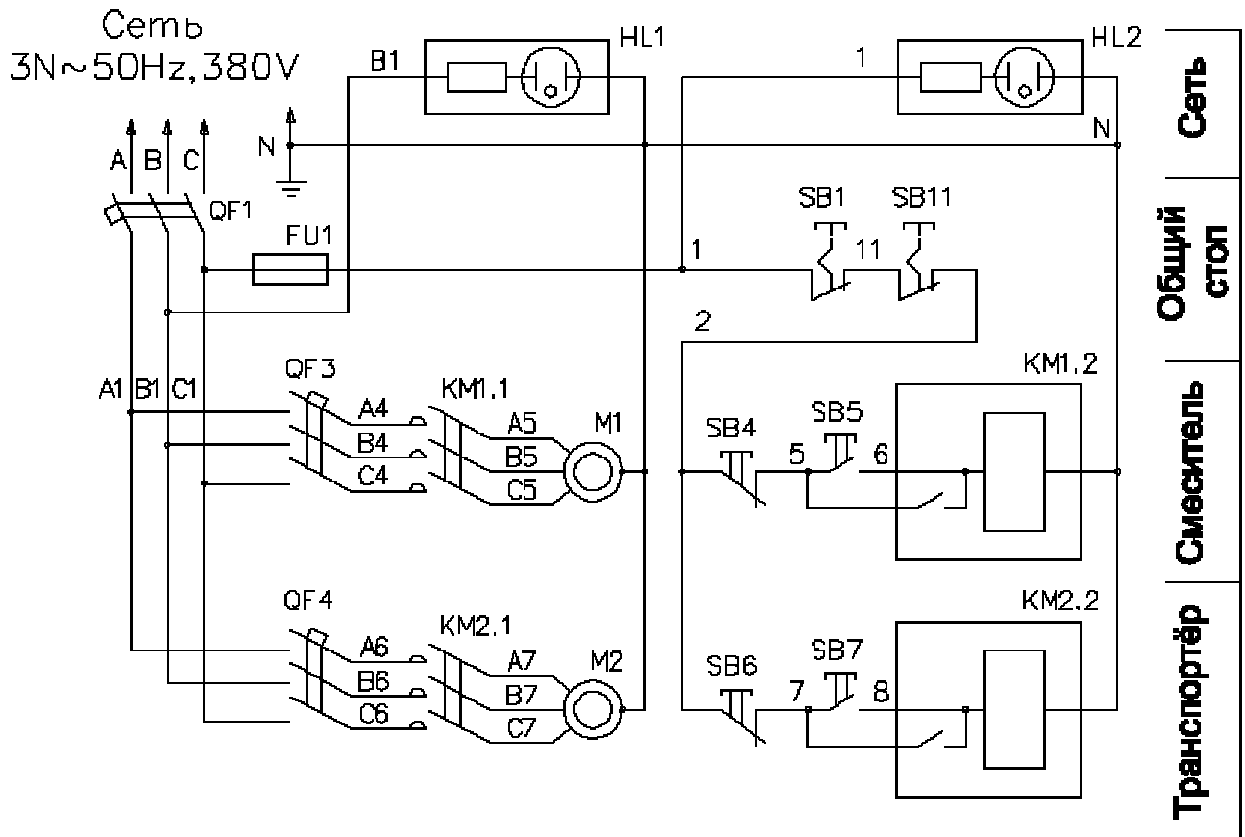 Сеть
3N~50Hz,380V
A B C
N
QF1
FU1
B1
HL1
1
HL2
N
SB1
SB11
1
11
2
A1 B1 C1
QF3
A4
B4
C4
KM1.1
A5
B5
C5
M1
SB4
5
SB5
6
KM1.2
QF4
A6
B6
C6
KM2.1
A7
B7
C7
M2
SB6
7
SB7
8
KM2.2
Сеть
Общий
стоп
Смеситель
Транспортёр